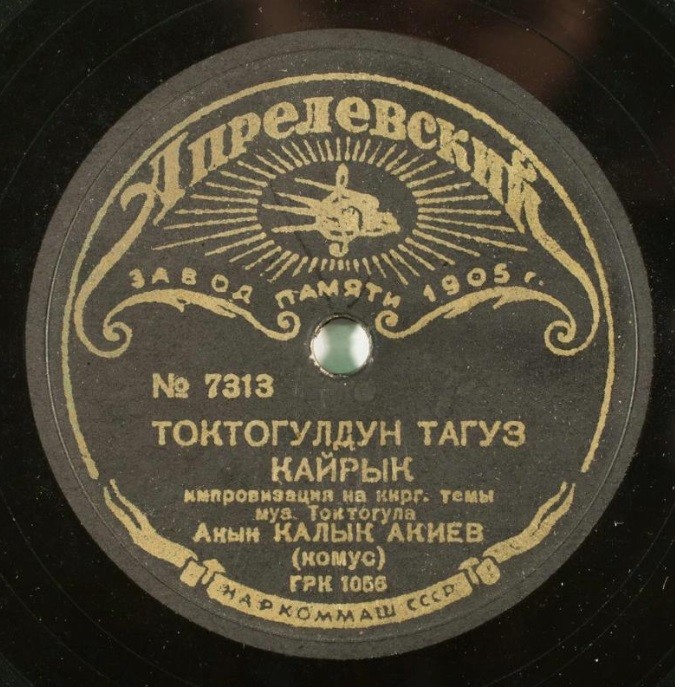 Апрелевский
ЗАВОД ПАМЯТИ 1905 г.
№ 7313
ТОКТОГУЛДУН ТАГУЗ
КАЙРЫК
импровизация на кирг. темы
муз. Токтогула
Акын КАЛЫК АКИЕВ
(комус)
ГРК 1056
НАРКОММАШ СССР